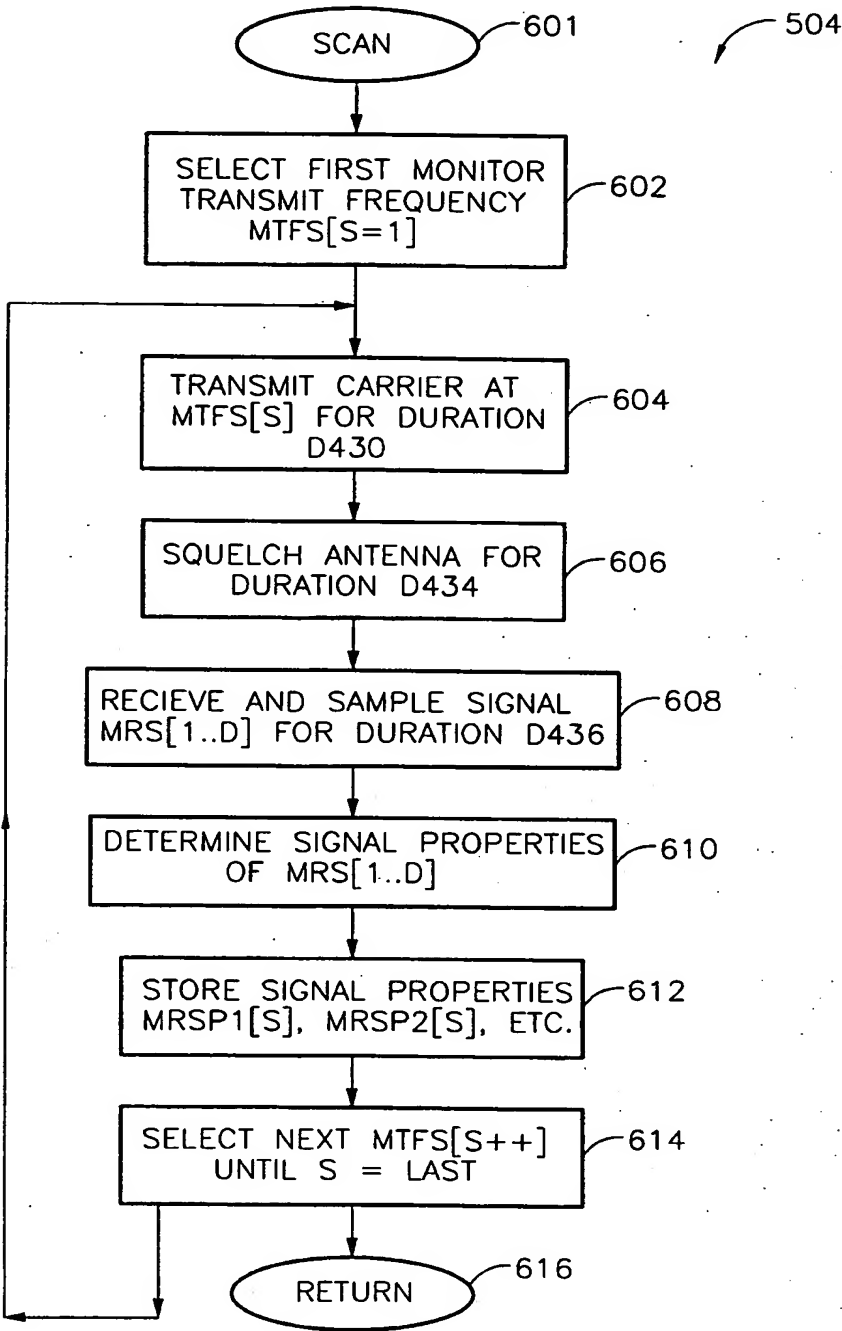 SCAN
601
504
SELECT FIRST MONITOR
TRANSMIT FREQUENCY
MTFS[S=1]
602
TRANSMIT CARRIER AT
MTFS[S] FOR DURATION
D430
604
SQUELCH ANTENNA FOR
DURATION D434
606
RECIEVE AND SAMPLE SIGNAL
MRS[1..D] FOR DURATION D436
608
DETERMINE SIGNAL PROPERTIES
OF MRS[1..D]
610
STORE SIGNAL PROPERTIES
MRSP1[S], MRSP2[S], ETC.
612
SELECT NEXT MTFS[S++]
UNTIL S = LAST
614
RETURN
616